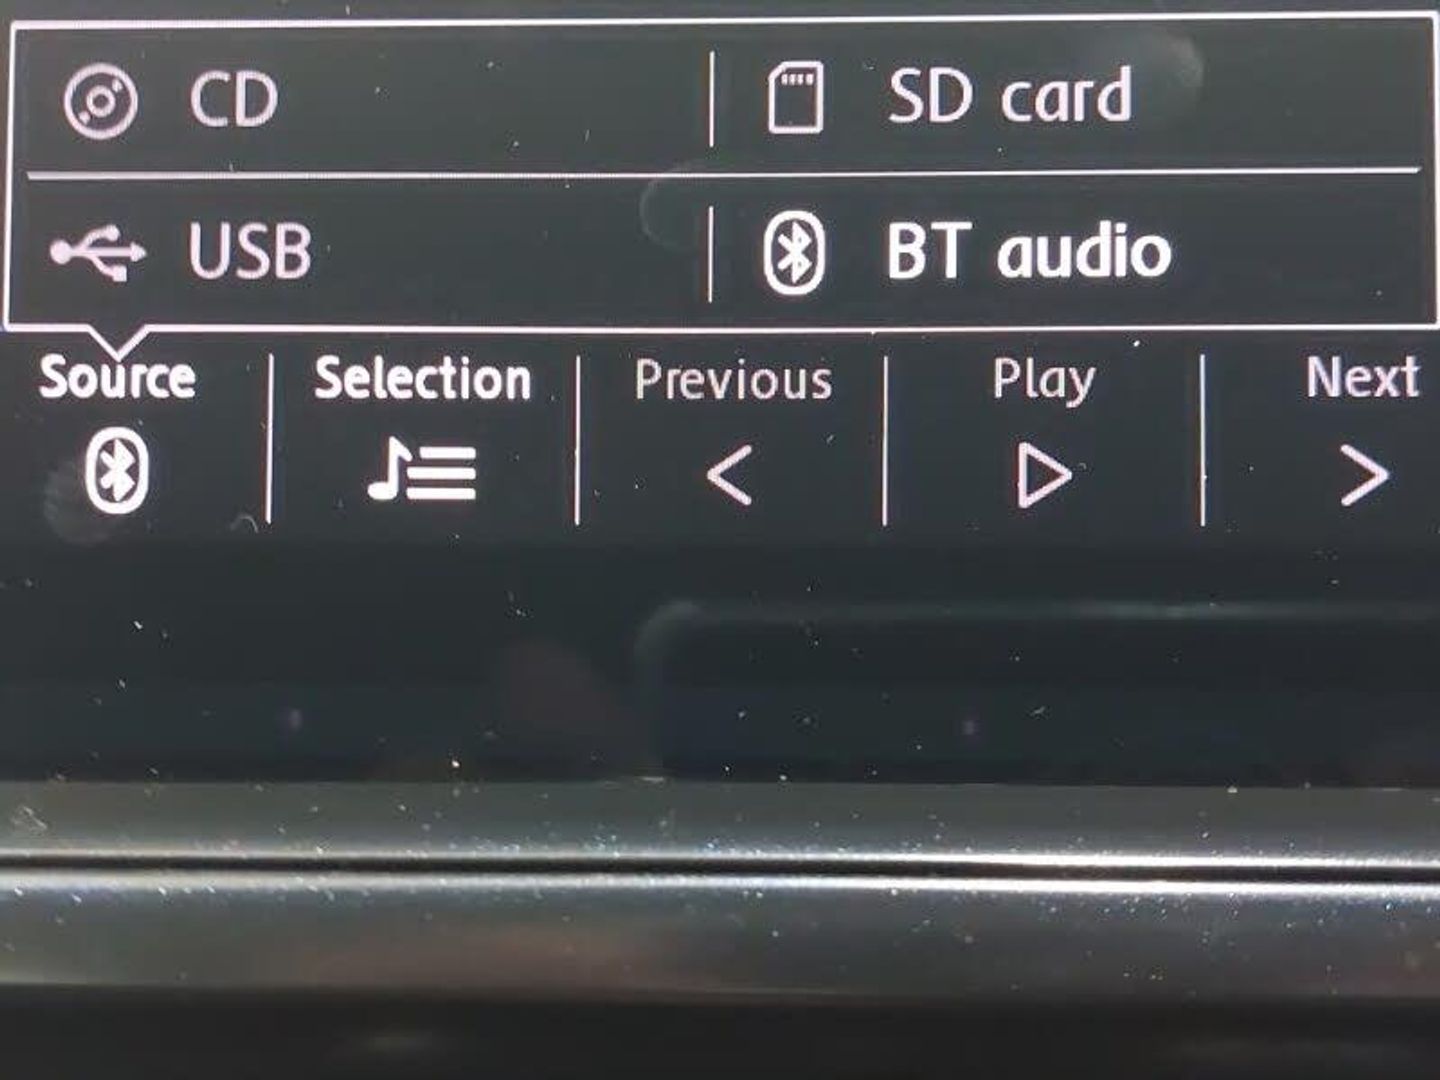 CD
SD card
USB
BT audio
Source
Selection
Previous
Play
Next